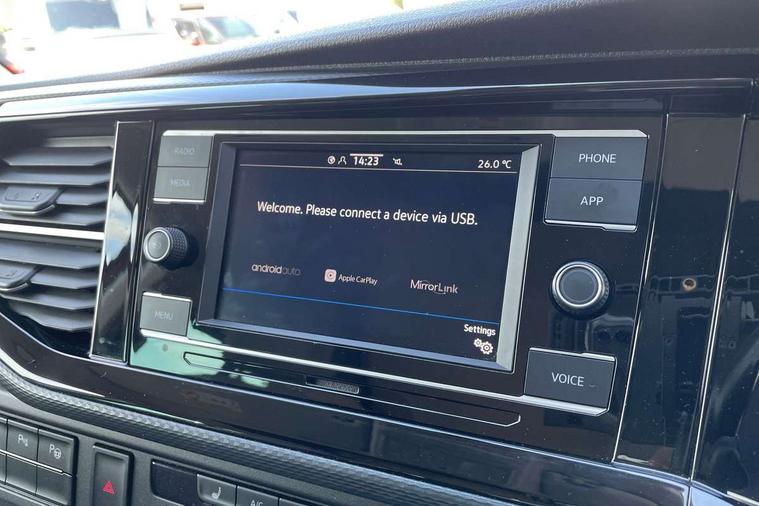 RADIO
MEDIA
14:23
26.0 °C
Welcome. Please connect a device via USB.
androidauto
Apple CarPlay
MirrorLink
Settings
PHONE
APP
MENU
VOICE
A/C